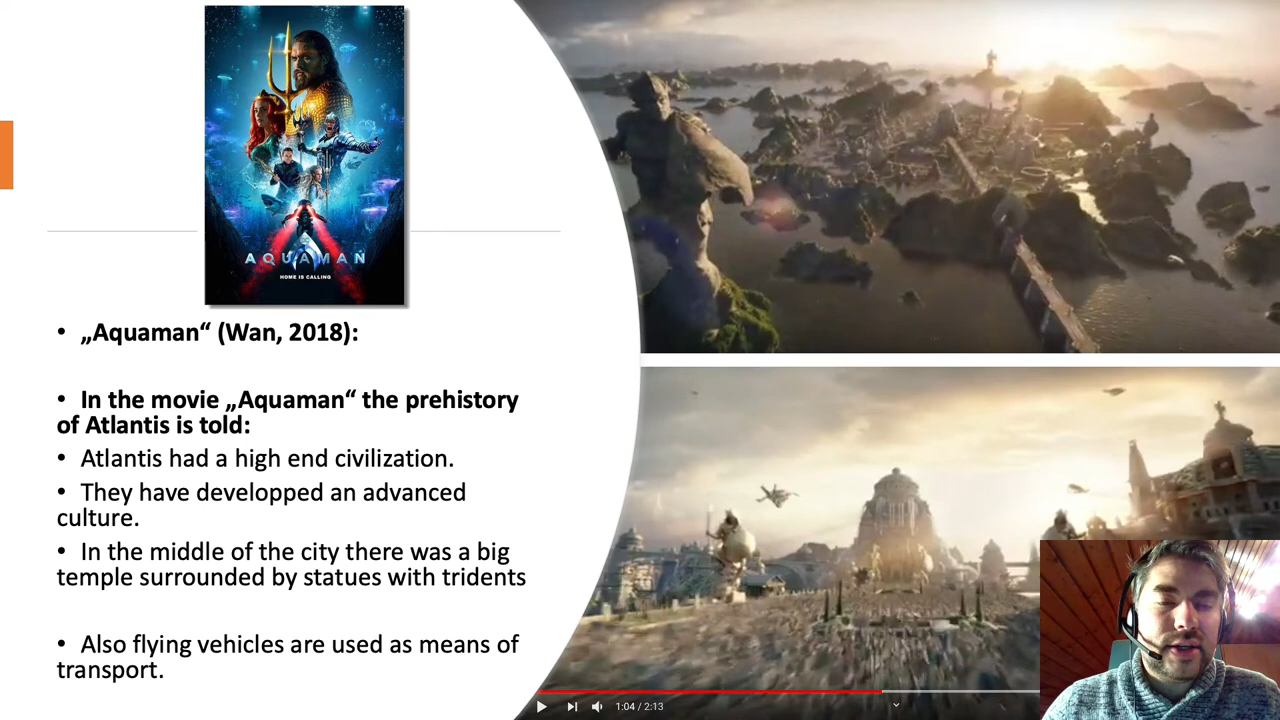 AQUAMAN
HOME IS CALLING
• „Aquaman“ (Wan, 2018):
• In the movie „Aquaman“ the prehistory
of Atlantis is told:
• Atlantis had a high end civilization.
• They have developped an advanced
culture.
• In the middle of the city there was a big
temple surrounded by statues with tridents
• Also flying vehicles are used as means of
transport.
1:04 / 2:13